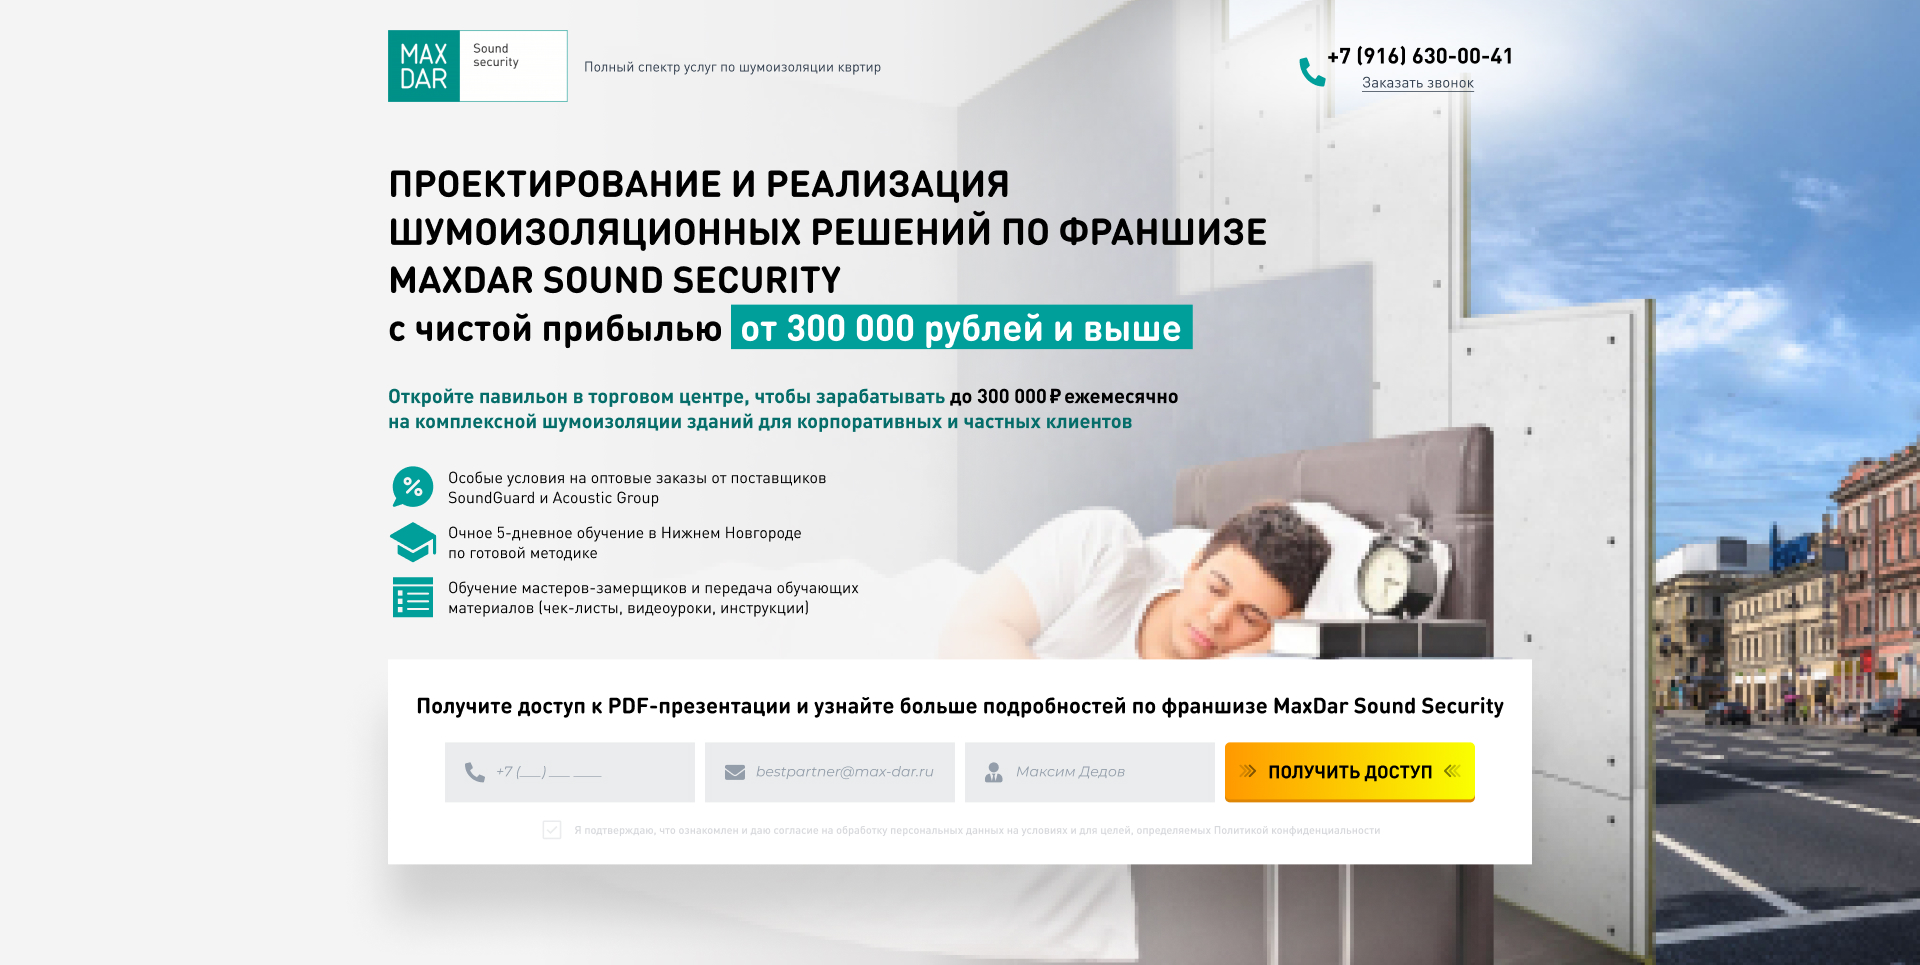 MAX
DAR
Sound
security
Полный спектр услуг по шумоизоляции квртир
+7 (916) 630-00-41
Заказать звонок
ПРОЕКТИРОВАНИЕ И РЕАЛИЗАЦИЯ
ШУМОИЗОЛЯЦИОННЫХ РЕШЕНИЙ ПО ФРАНШИЗЕ
MAXDAR SOUND SECURITY
с чистой прибылью от 300 000 рублей и выше
Откройте павильон в торговом центре, чтобы зарабатывать до 300 000 ₽ ежемесячно
на комплексной шумоизоляции зданий для корпоративных и частных клиентов
Особые условия на оптовые заказы от поставщиков
SoundGuard и Acoustic Group
Очное 5-дневное обучение в Нижнем Новгороде
по готовой методике
Обучение мастеров-замерщиков и передача обучающих
материалов (чек-листы, видеоуроки, инструкции)
Получите доступ к PDF-презентации и узнайте больше подробностей по франшизе MaxDar Sound Security
+7 (___) ___ ____
bestpartner@max-dar.ru
Максим Дедов
ПОЛУЧИТЬ ДОСТУП
Я подтверждаю, что ознакомлен и даю согласие на обработку персональных данных на условиях и для целей, определяемых Политикой конфиденциальности